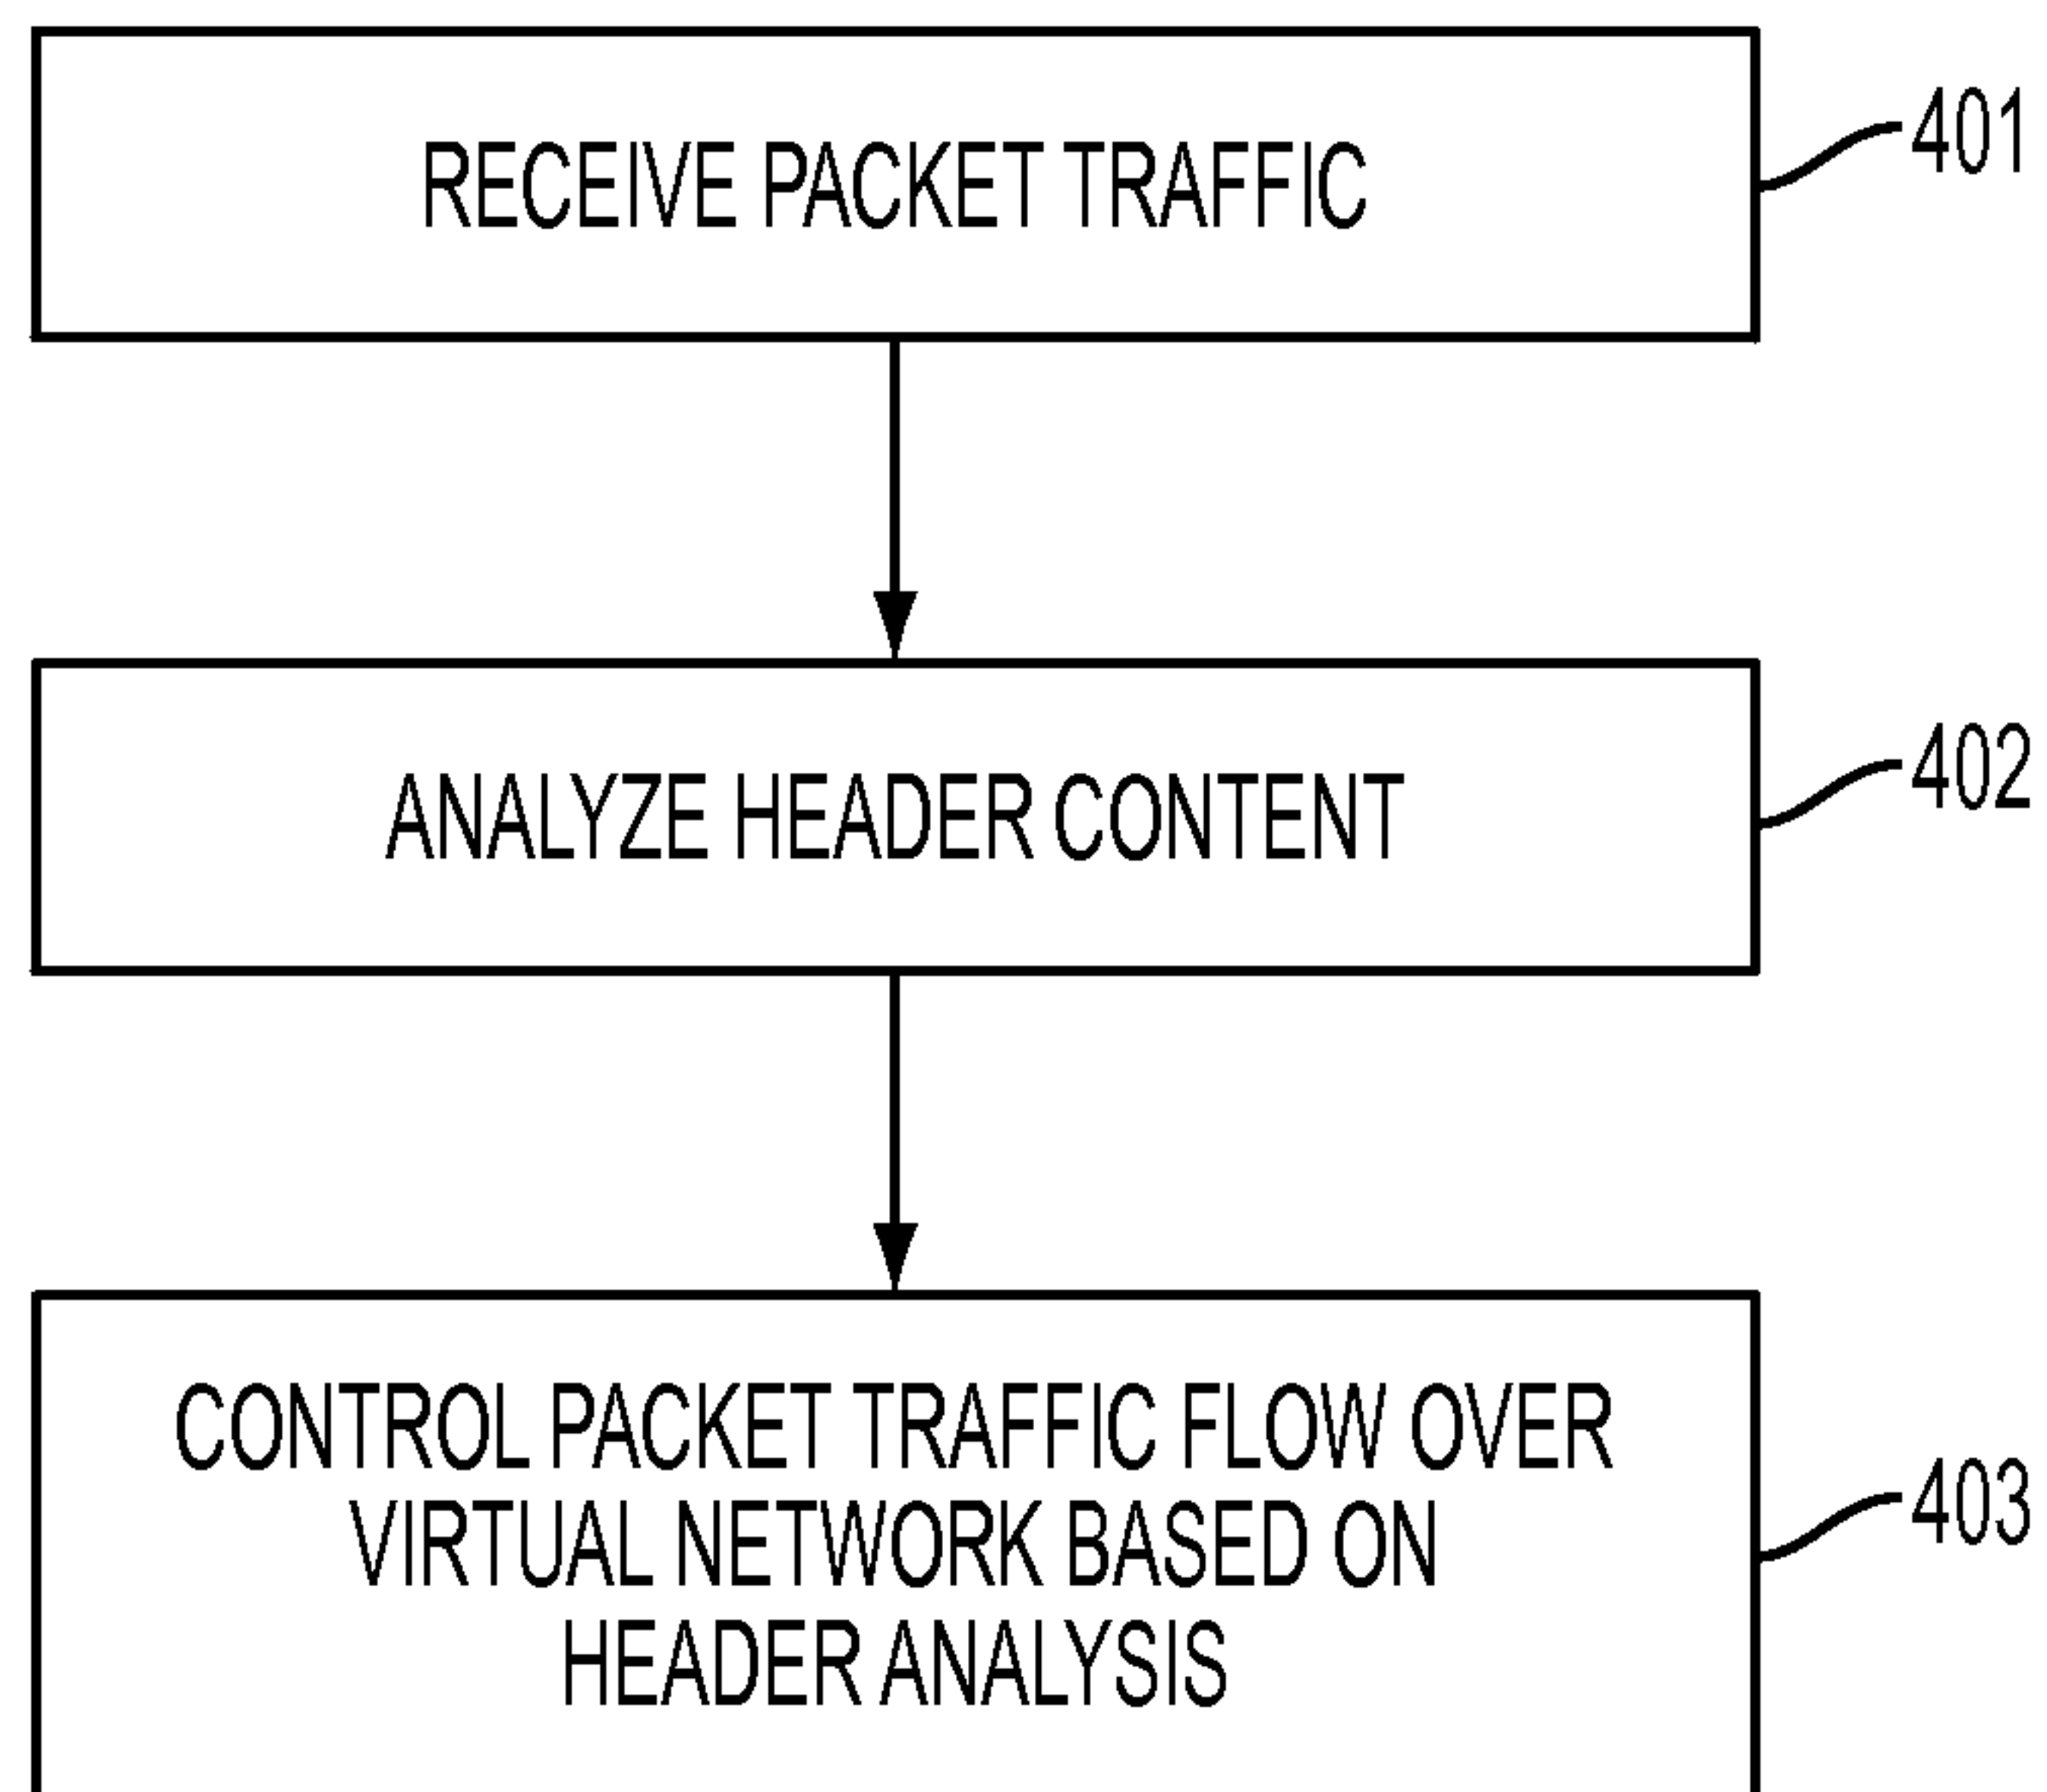 RECEIVE PACKET TRAFFIC
401
ANALYZE HEADER CONTENT
402
CONTROL PACKET TRAFFIC FLOW OVER
VIRTUAL NETWORK BASED ON
HEADER ANALYSIS
403